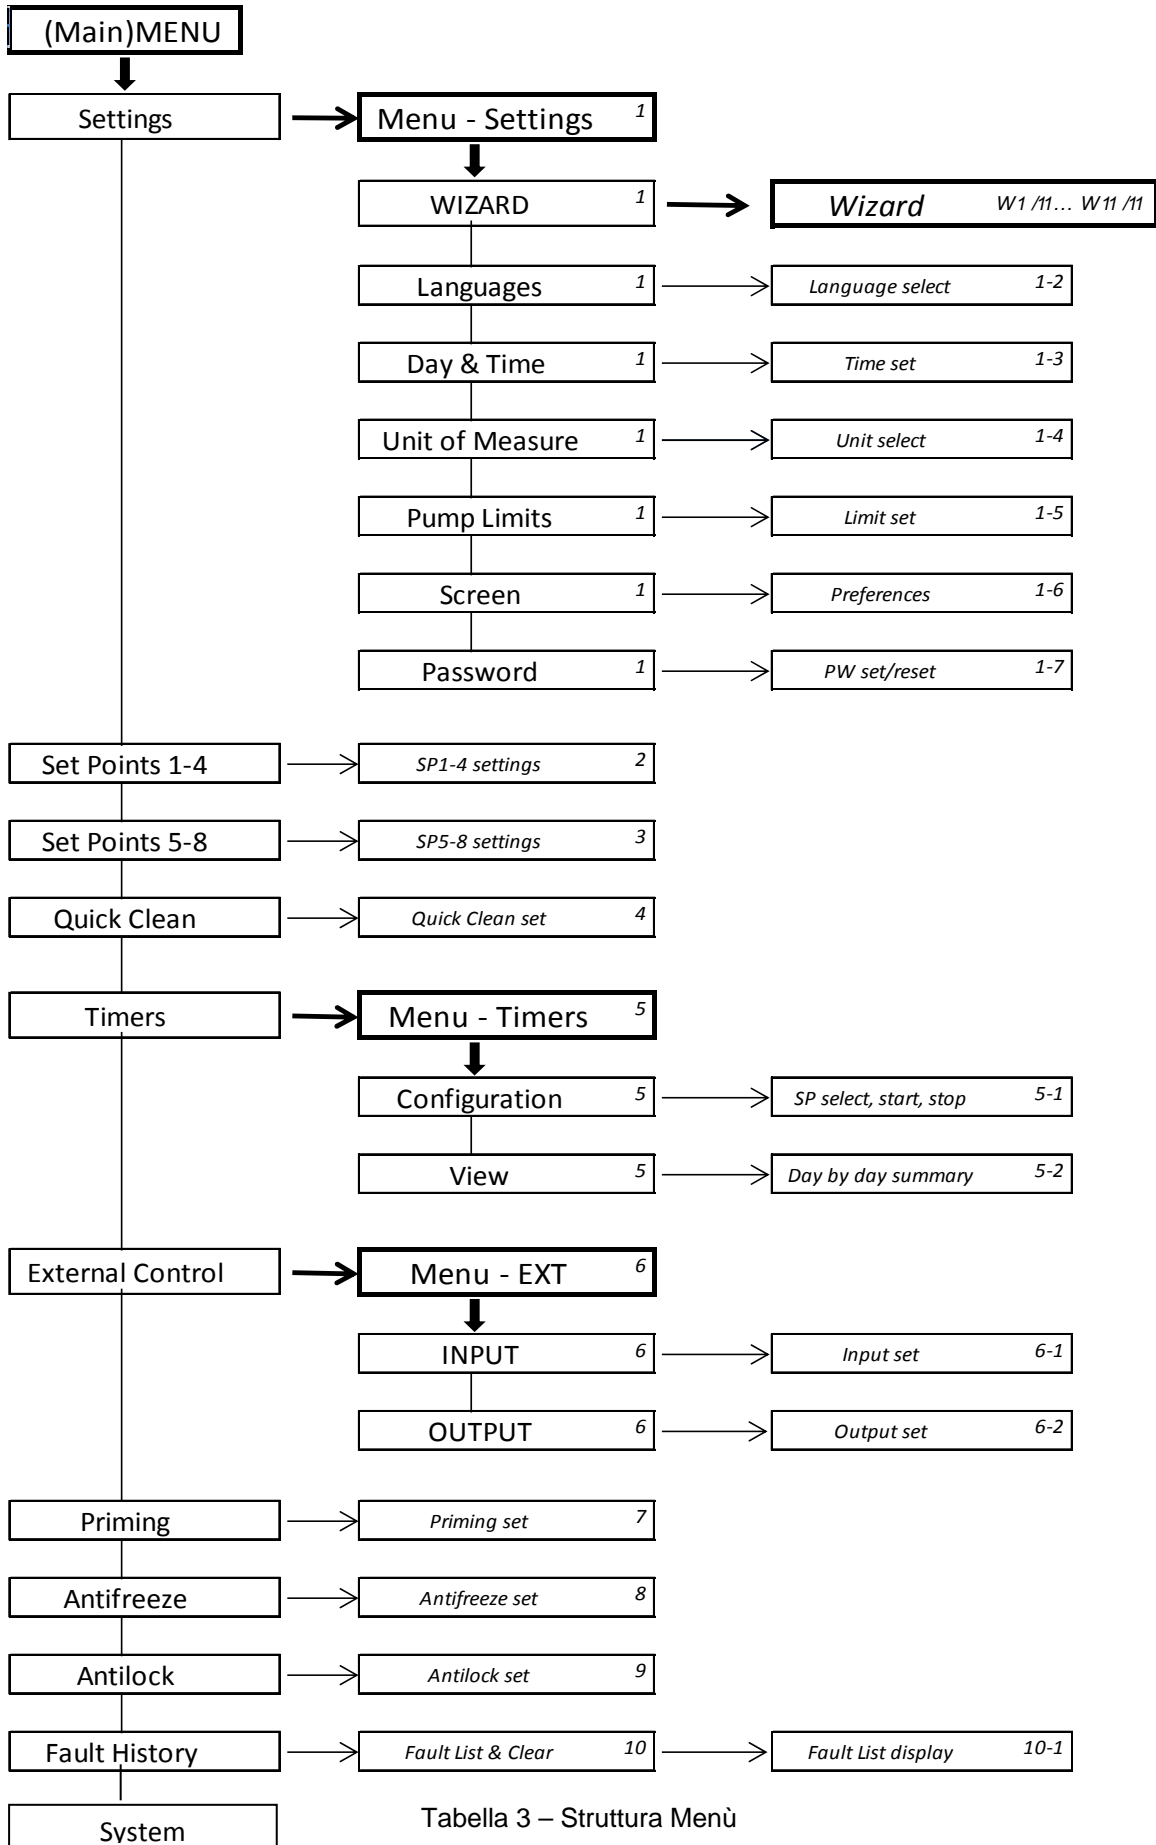 (Main)MENU
Settings
Menu - Settings 1
WIZARD 1
Wizard W1 /11... W11 /11
Languages 1
Language select 1-2
Day & Time 1
Time set 1-3
Unit of Measure 1
Unit select 1-4
Pump Limits 1
Limit set 1-5
Screen 1
Preferences 1-6
Password 1
PW set/reset 1-7
Set Points 1-4
SP1-4 settings 2
Set Points 5-8
SP5-8 settings 3
Quick Clean
Quick Clean set 4
Timers
Menu - Timers 5
Configuration 5
SP select, start, stop 5-1
View 5
Day by day summary 5-2
External Control
Menu - EXT 6
INPUT 6
Input set 6-1
OUTPUT 6
Output set 6-2
Priming
Priming set 7
Antifreeze
Antifreeze set 8
Antilock
Antilock set 9
Fault History
Fault List & Clear 10
Fault List display 10-1
System
Tabella 3 – Struttura Menù